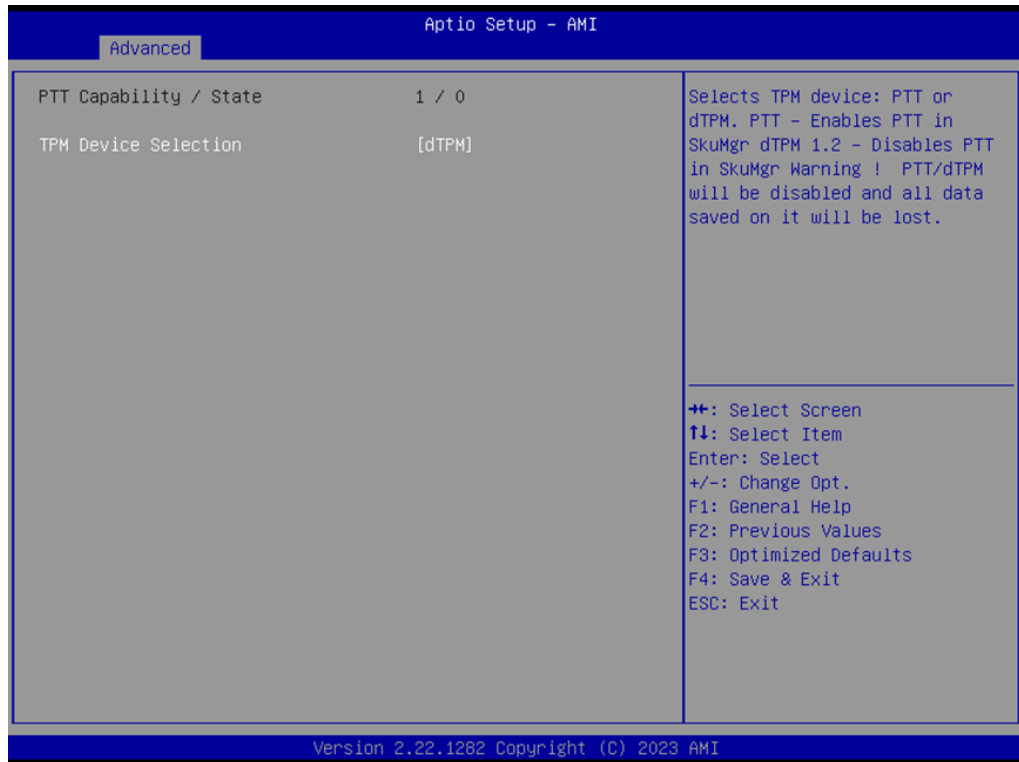 Aptio Setup – AMI
Advanced
PTT Capability / State 1 / 0
TPM Device Selection [dTPM]
Selects TPM device: PTT or
dTPM. PTT – Enables PTT in
SkuMgr dTPM 1.2 – Disables PTT
in SkuMgr Warning ! PTT/dTPM
will be disabled and all data
saved on it will be lost.
→←: Select Screen
↑↓: Select Item
Enter: Select
+/-: Change Opt.
F1: General Help
F2: Previous Values
F3: Optimized Defaults
F4: Save & Exit
ESC: Exit
Version 2.22.1282 Copyright (C) 2023 AMI